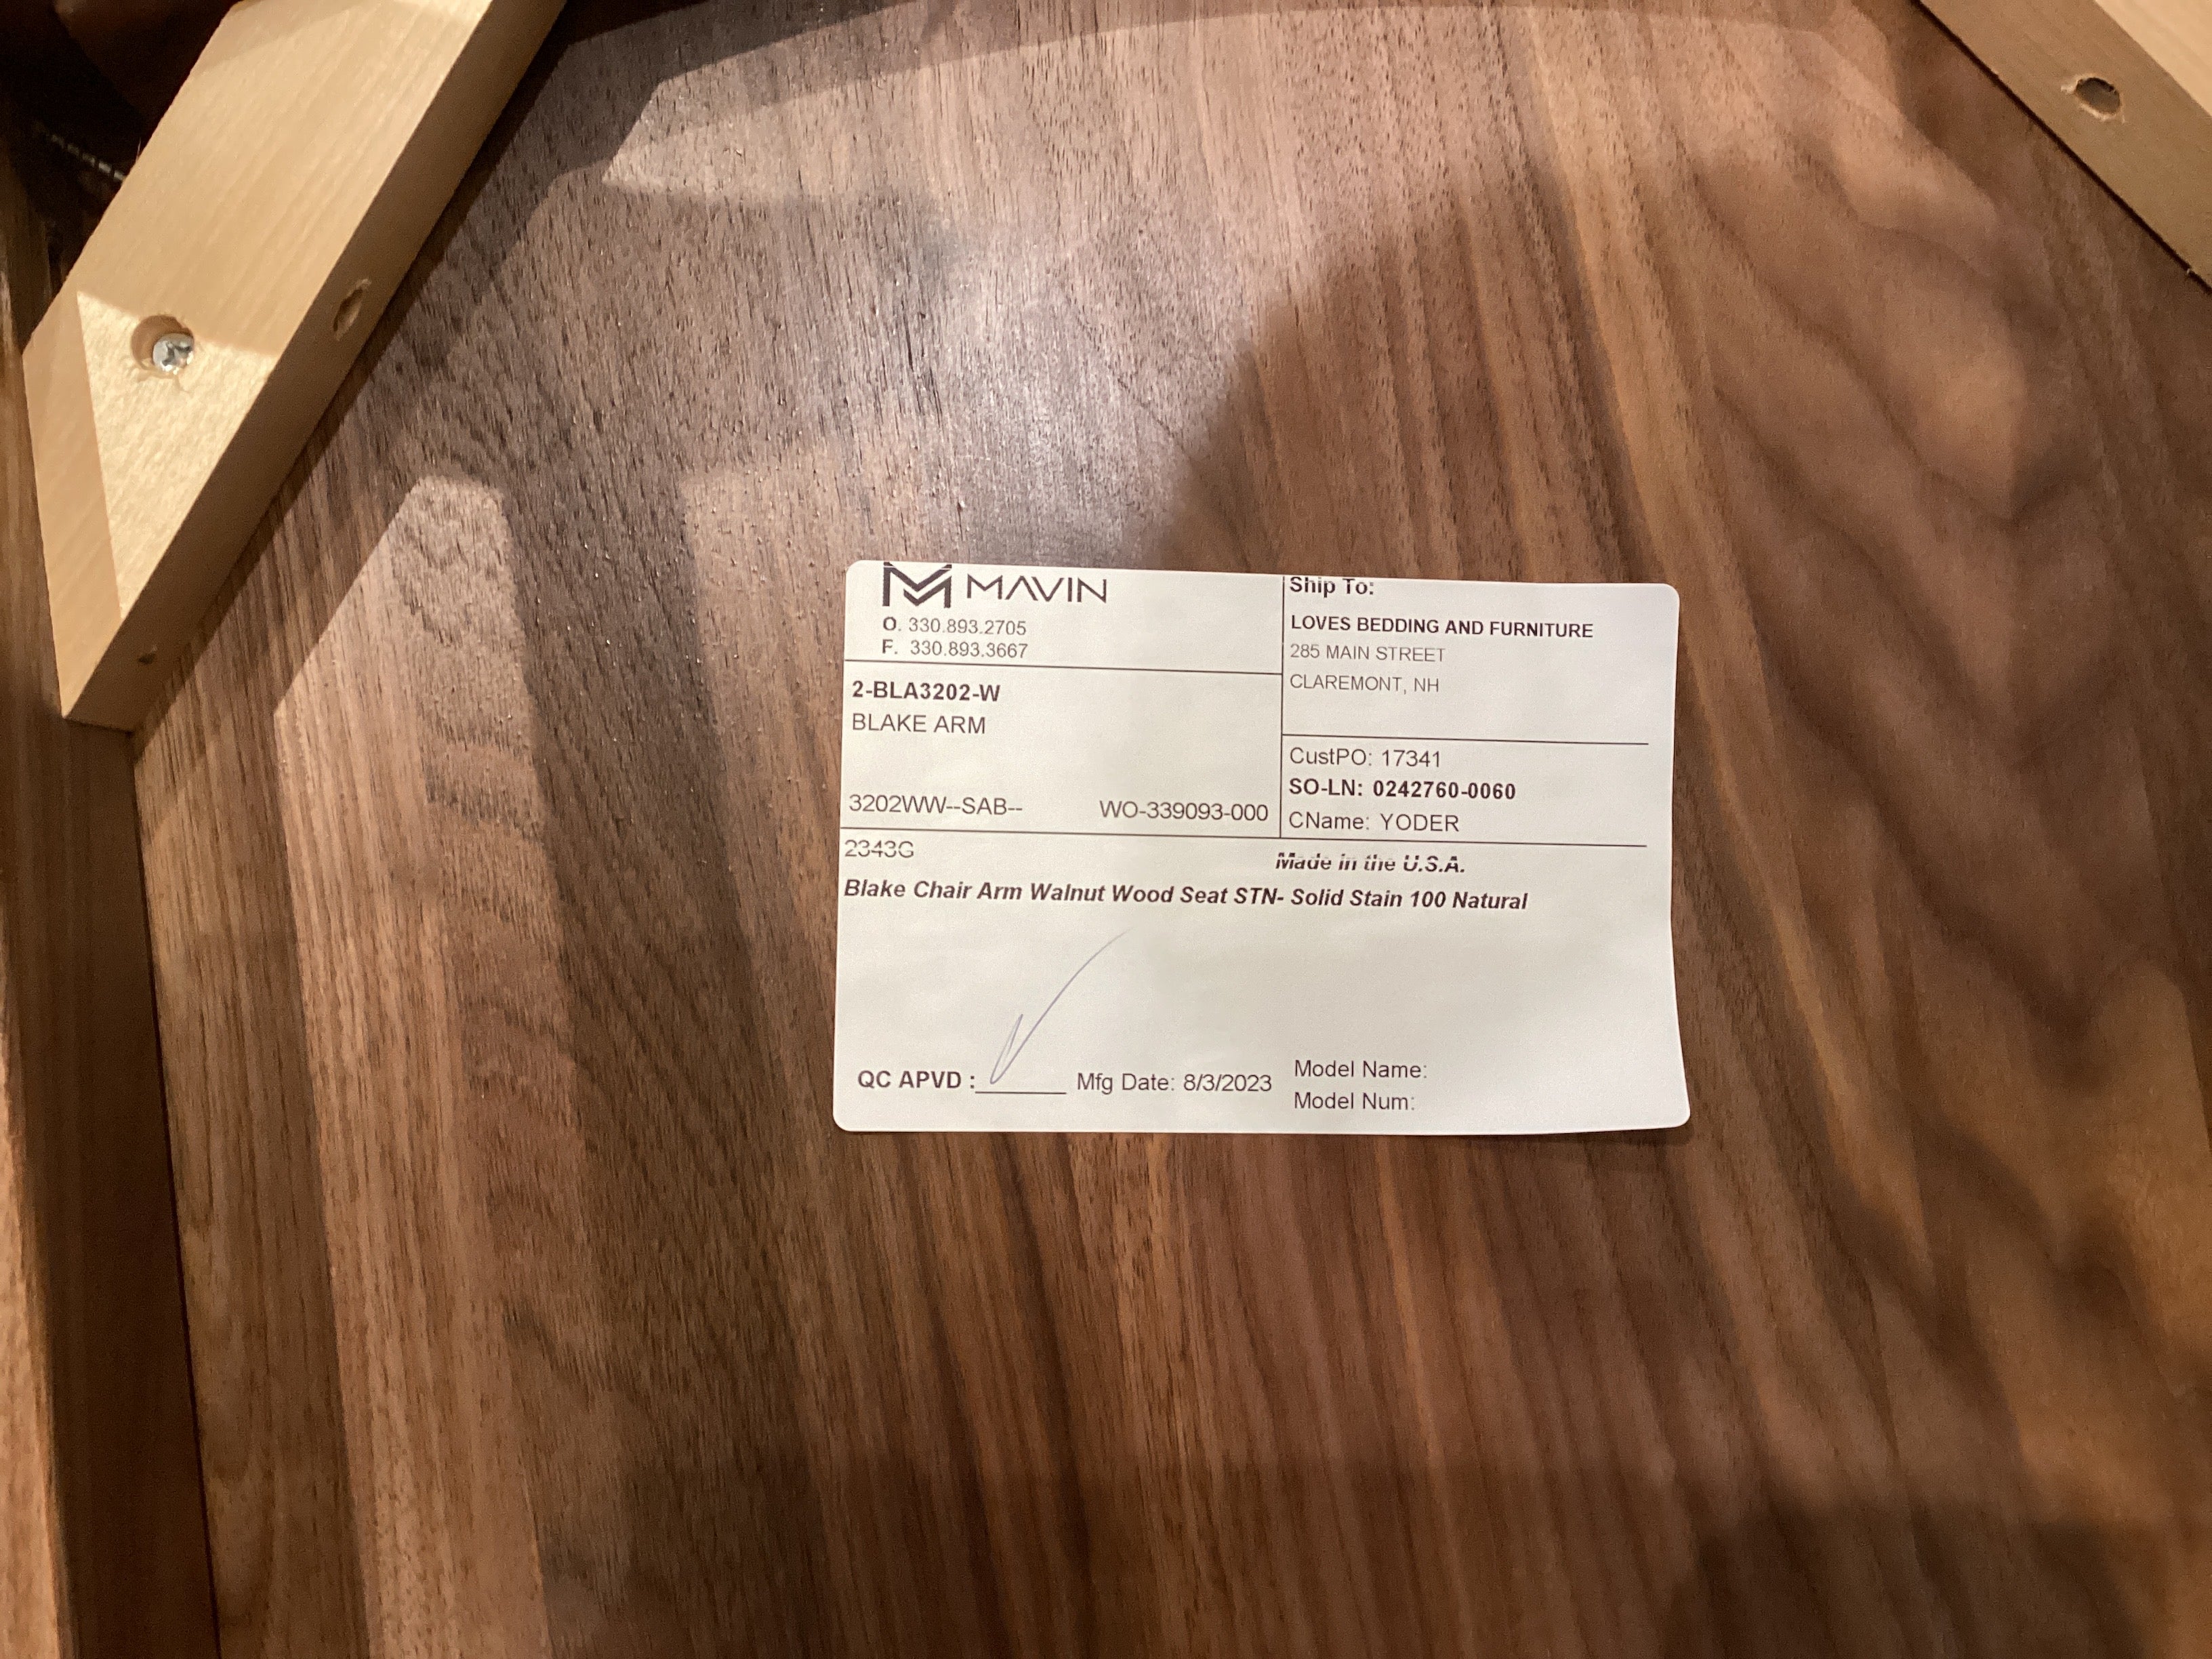 MAVIN
O. 330.893.2705
F. 330.893.3667
2-BLA3202-W
BLAKE ARM
3202WW--SAB-- WO-339093-000
Ship To:
LOVES BEDDING AND FURNITURE
285 MAIN STREET
CLAREMONT, NH
CustPO: 17341
SO-LN: 0242760-0060
CName: YODER
2343G
Made in the U.S.A.
Blake Chair Arm Walnut Wood Seat STN- Solid Stain 100 Natural
QC APVD : Mfg Date: 8/3/2023
Model Name:
Model Num: